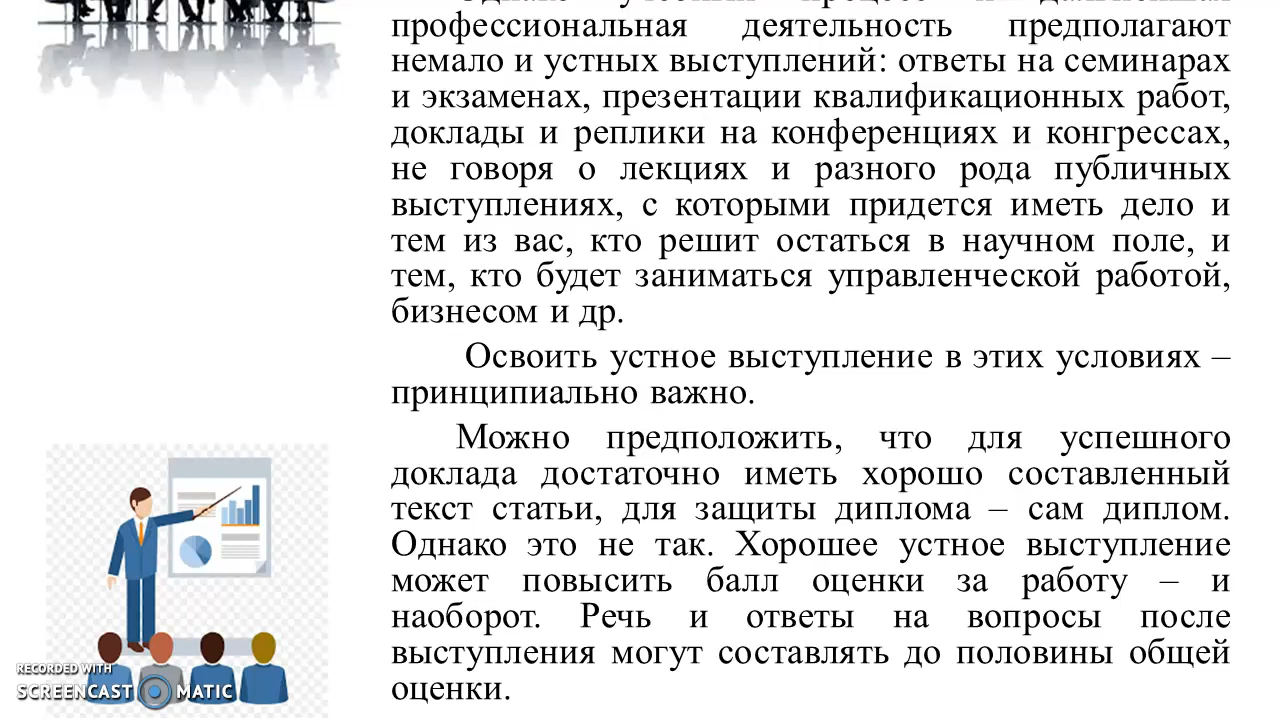 Однако учебный процесс и дальнейшая
профессиональная деятельность предполагают
немало и устных выступлений: ответы на семинарах
и экзаменах, презентации квалификационных работ,
доклады и реплики на конференциях и конгрессах,
не говоря о лекциях и разного рода публичных
выступлениях, с которыми придется иметь дело и
тем из вас, кто решит остаться в научном поле, и
тем, кто будет заниматься управленческой работой,
бизнесом и др.
Освоить устное выступление в этих условиях –
принципиально важно.
Можно предположить, что для успешного
доклада достаточно иметь хорошо составленный
текст статьи, для защиты диплома – сам диплом.
Однако это не так. Хорошее устное выступление
может повысить балл оценки за работу – и
наоборот. Речь и ответы на вопросы после
выступления могут составлять до половины общей
оценки.
RECORDED WITH
SCREENCAST MATIC